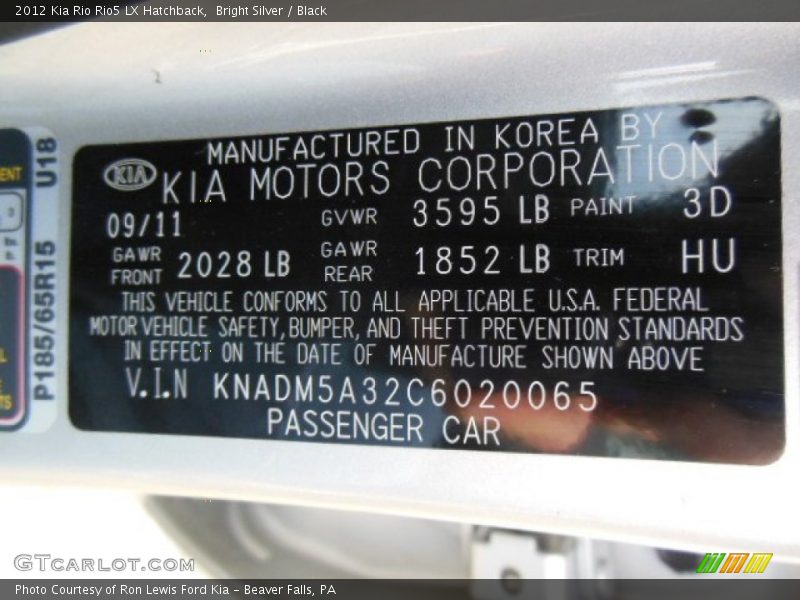 2012 Kia Rio Rio5 LX Hatchback, Bright Silver / Black
MANUFACTURED IN KOREA BY
KIA KIA MOTORS CORPORATION
09/11 GVWR 3595 LB PAINT 3D
GAWR FRONT 2028 LB GAWR REAR 1852 LB TRIM HU
THIS VEHICLE CONFORMS TO ALL APPLICABLE U.S.A. FEDERAL
MOTOR VEHICLE SAFETY, BUMPER, AND THEFT PREVENTION STANDARDS
IN EFFECT ON THE DATE OF MANUFACTURE SHOWN ABOVE
V.I.N KNADM5A32C6020065
PASSENGER CAR
P185/65R15 U18
GTCARLOT.COM
Photo Courtesy of Ron Lewis Ford Kia – Beaver Falls, PA